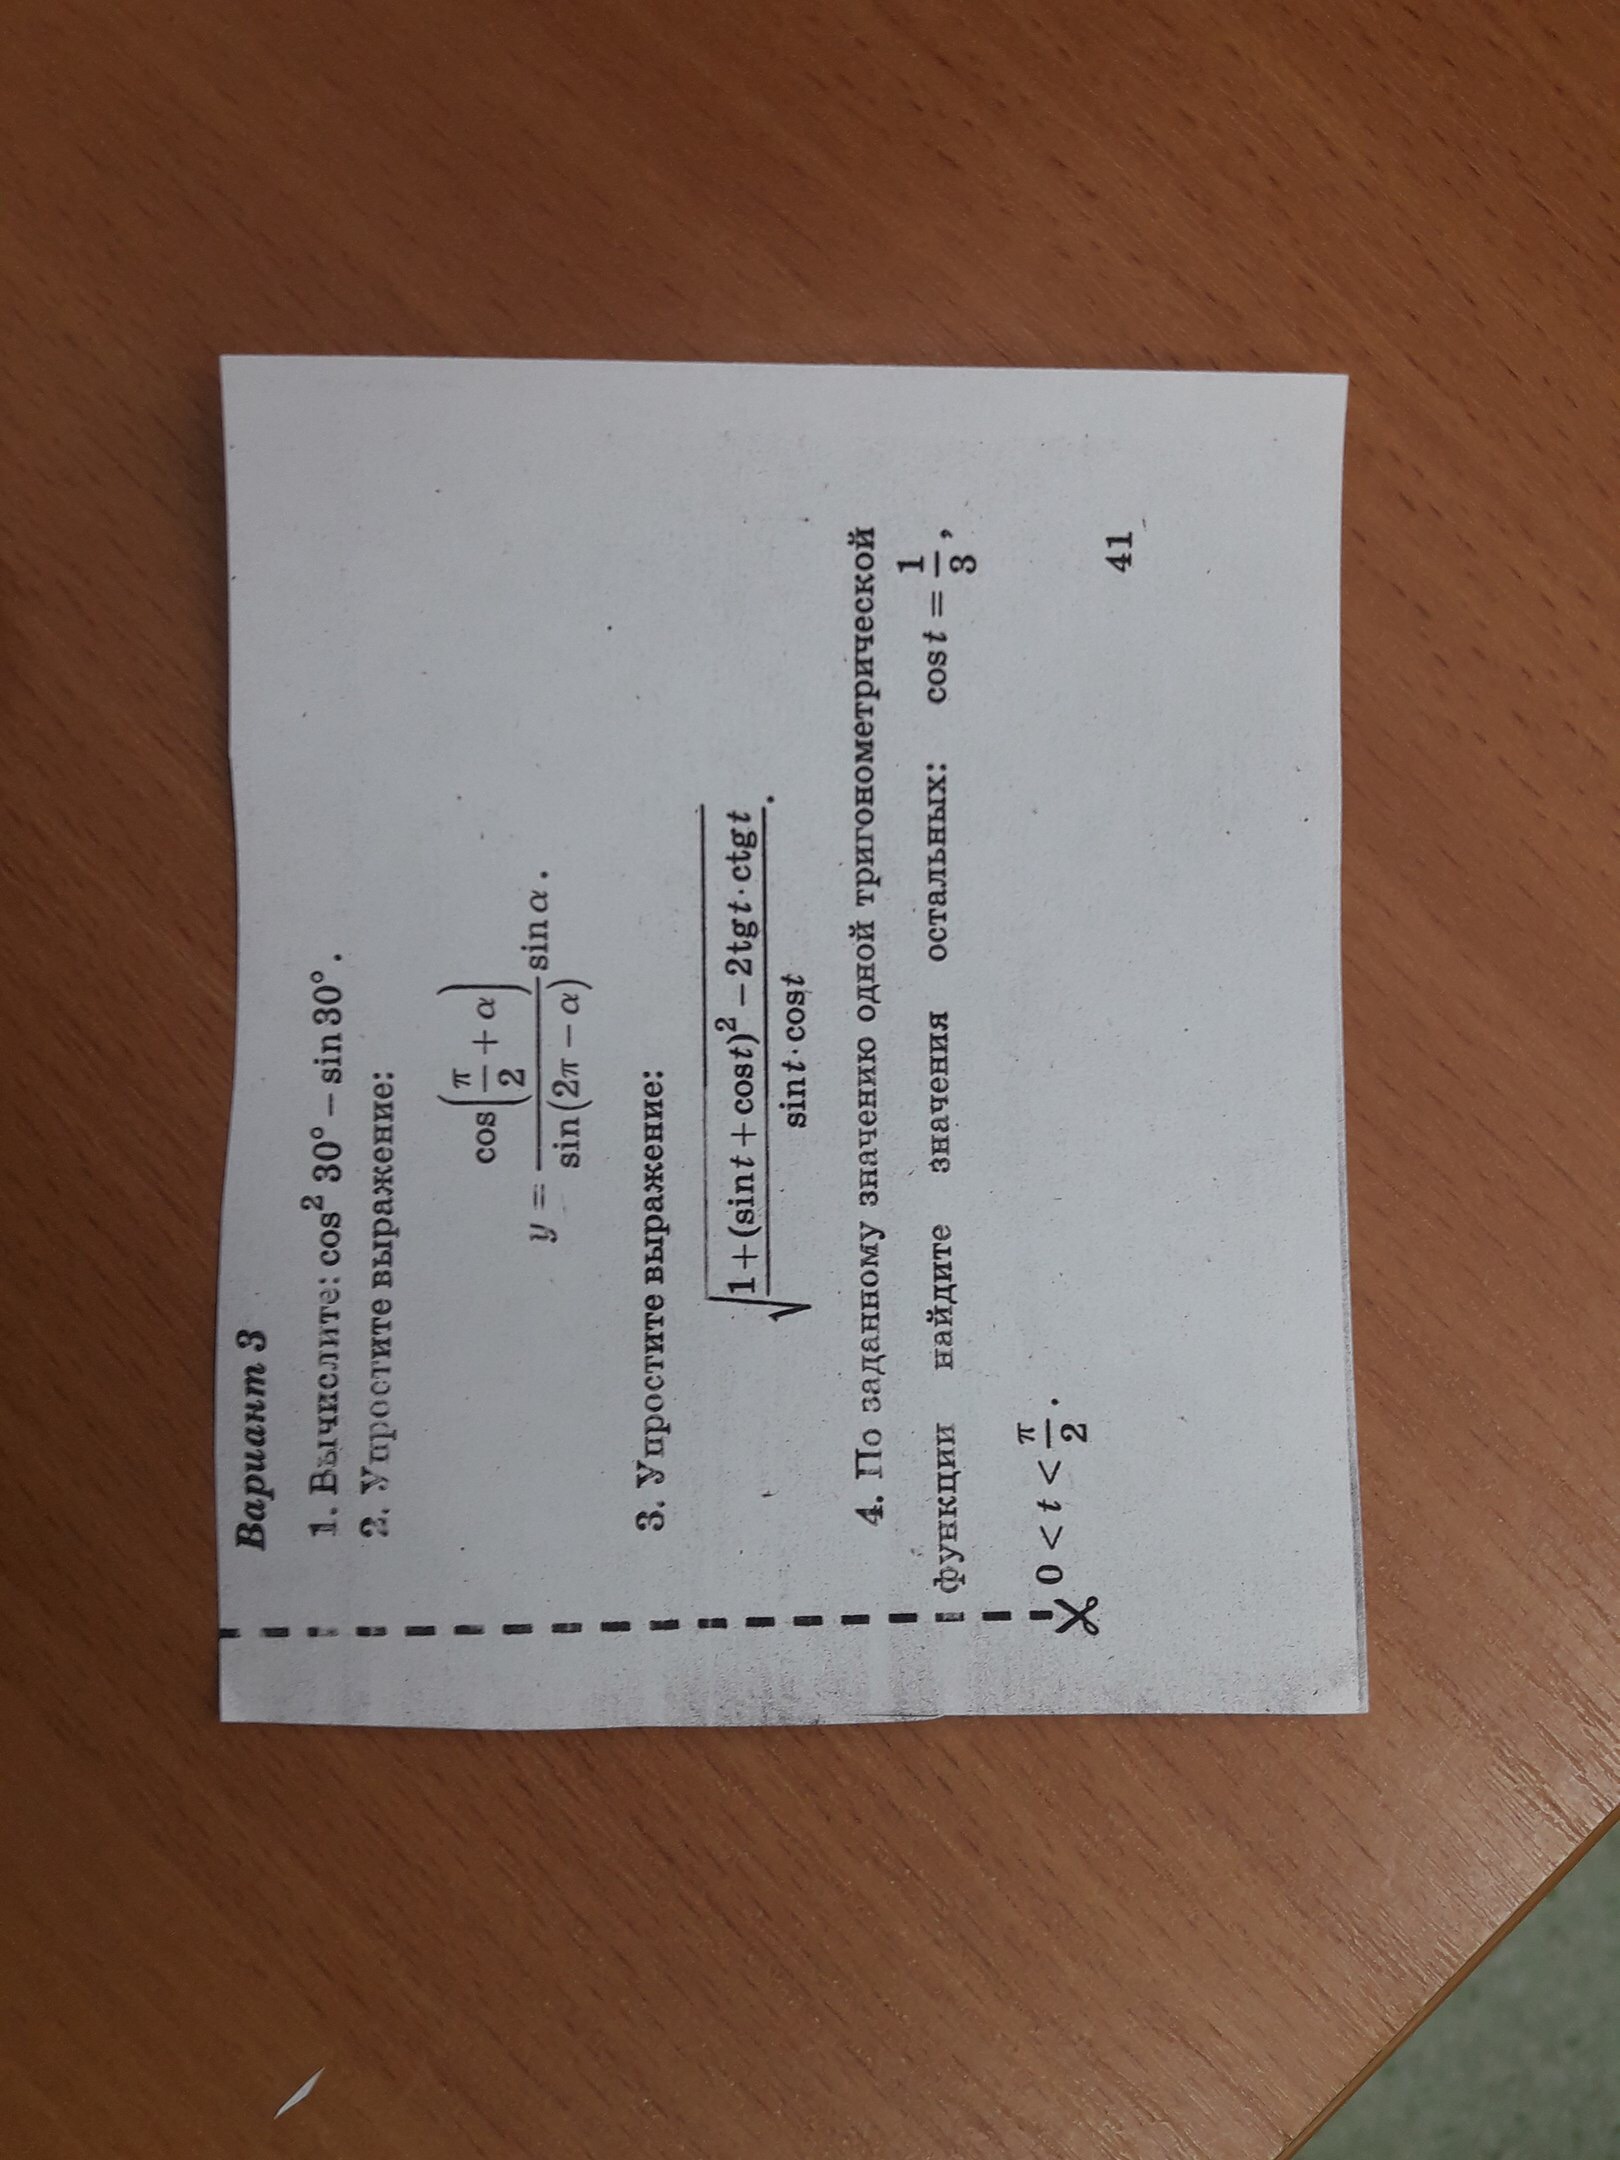 Вариант 3
1. Вычислите: cos² 30° – sin 30°.
2. Упростите выражение:
y = cos(π/2 + α) / sin(2π – α) sin α.
3. Упростите выражение:
√(1 + (sin t + cos t)² – 2tg t · ctg t / sin t · cos t).
4. По заданному значению одной тригонометрической
функции найдите значения остальных: cos t = 1/3,
0 < t < π/2.
41